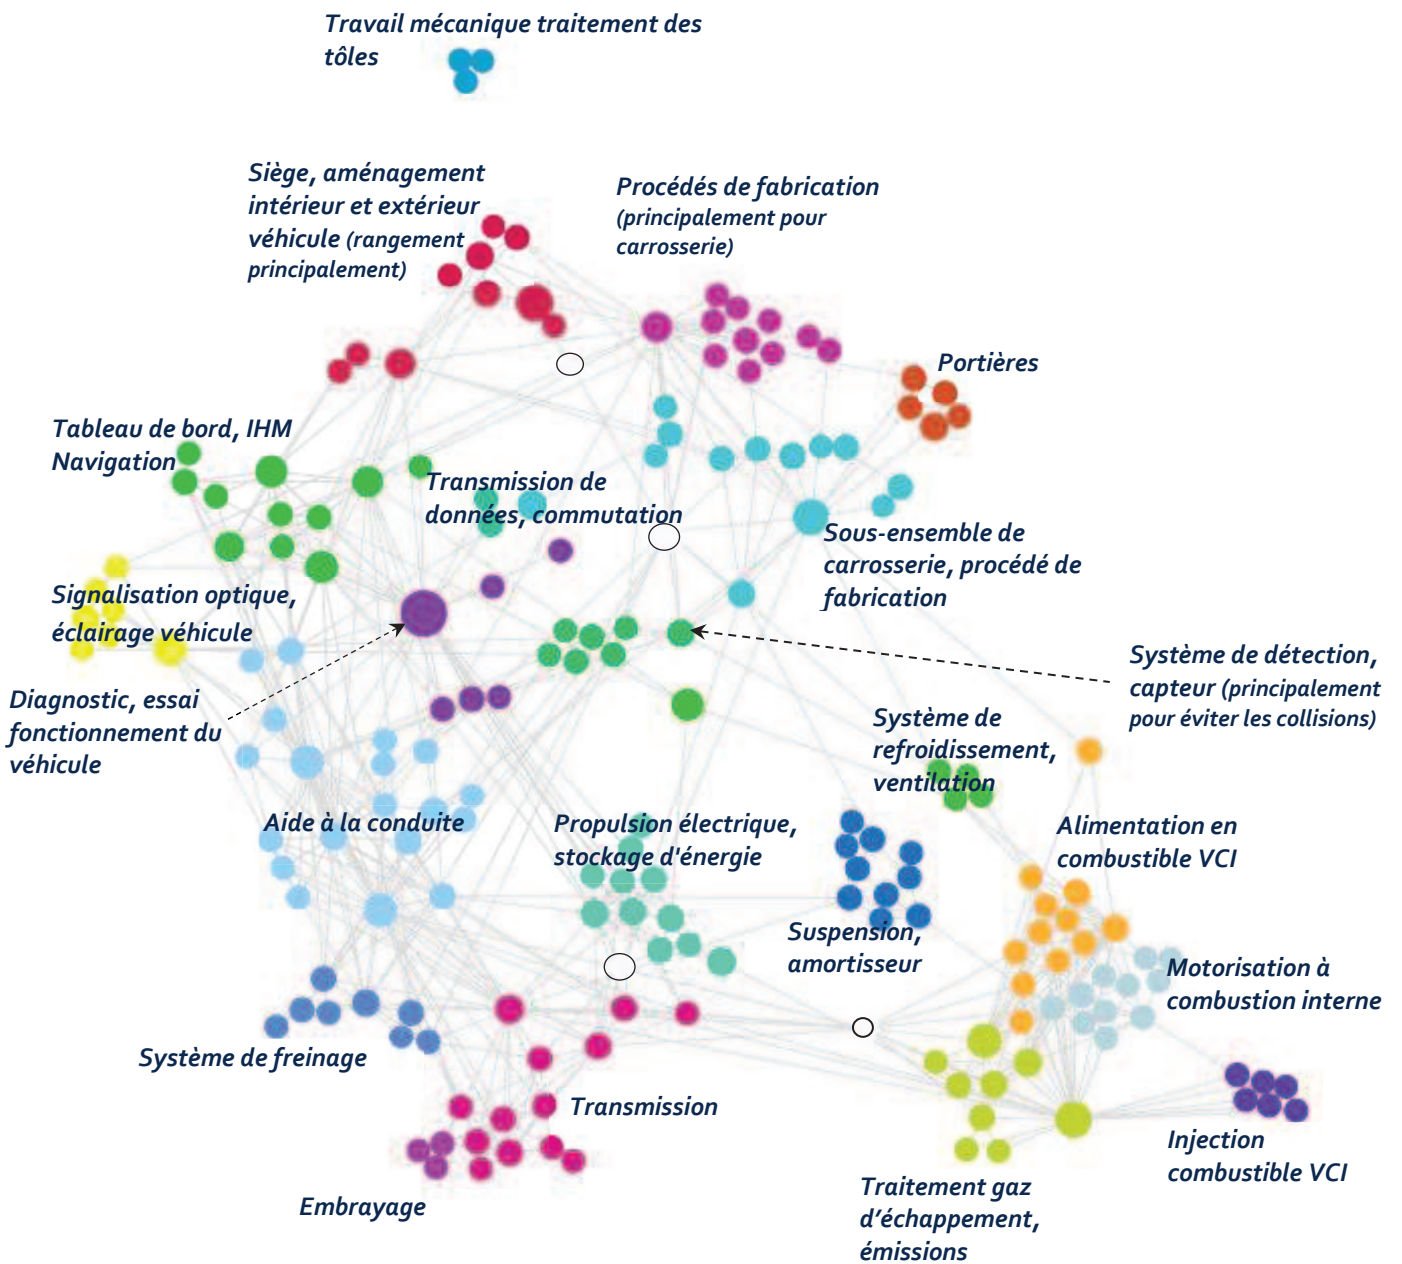 Travail mécanique traitement des
tôles
Siège, aménagement
intérieur et extérieur
véhicule (rangement
principalement)
Procédés de fabrication
(principalement pour
carrosserie)
Portières
Tableau de bord, IHM
Navigation
Transmission de
données, commutation
Sous-ensemble de
carrosserie, procédé de
fabrication
Signalisation optique,
éclairage véhicule
Système de détection,
capteur (principalement
pour éviter les collisions)
Diagnostic, essai
fonctionnement du
véhicule
Système de
refroidissement,
ventilation
Aide à la conduite
Propulsion électrique,
stockage d'énergie
Alimentation en
combustible VCI
Suspension,
amortisseur
Motorisation à
combustion interne
Système de freinage
Transmission
Injection
combustible VCI
Embrayage
Traitement gaz
d’échappement,
émissions